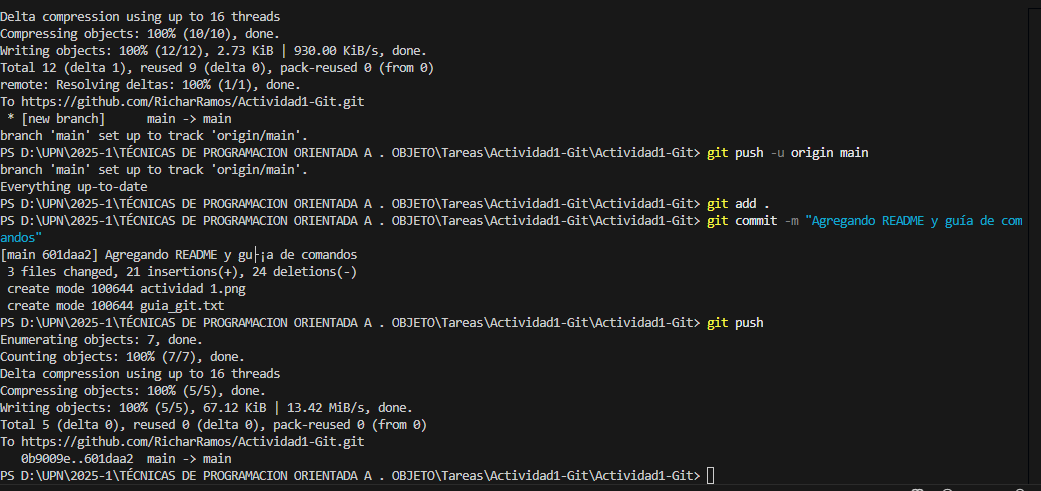 Delta compression using up to 16 threads
Compressing objects: 100% (10/10), done.
Writing objects: 100% (12/12), 2.73 KiB | 930.00 KiB/s, done.
Total 12 (delta 1), reused 9 (delta 0), pack-reused 0 (from 0)
remote: Resolving deltas: 100% (1/1), done.
To https://github.com/RicharRamos/Actividad1-Git.git
 * [new branch]      main -> main
branch 'main' set up to track 'origin/main'.
PS D:\UPN\2025-1\TÉCNICAS DE PROGRAMACION ORIENTADA A . OBJETO\Tareas\Actividad1-Git\Actividad1-Git> git push -u origin main
branch 'main' set up to track 'origin/main'.
Everything up-to-date
PS D:\UPN\2025-1\TÉCNICAS DE PROGRAMACION ORIENTADA A . OBJETO\Tareas\Actividad1-Git\Actividad1-Git> git add .
PS D:\UPN\2025-1\TÉCNICAS DE PROGRAMACION ORIENTADA A . OBJETO\Tareas\Actividad1-Git\Actividad1-Git> git commit -m "Agregando README y guía de com
andos"
[main 601daa2] Agregando README y gu├¡a de comandos
 3 files changed, 21 insertions(+), 24 deletions(-)
 create mode 100644 actividad 1.png
 create mode 100644 guia_git.txt
PS D:\UPN\2025-1\TÉCNICAS DE PROGRAMACION ORIENTADA A . OBJETO\Tareas\Actividad1-Git\Actividad1-Git> git push
Enumerating objects: 7, done.
Counting objects: 100% (7/7), done.
Delta compression using up to 16 threads
Compressing objects: 100% (5/5), done.
Writing objects: 100% (5/5), 67.12 KiB | 13.42 MiB/s, done.
Total 5 (delta 0), reused 0 (delta 0), pack-reused 0 (from 0)
To https://github.com/RicharRamos/Actividad1-Git.git
   0b9009e..601daa2  main -> main
PS D:\UPN\2025-1\TÉCNICAS DE PROGRAMACION ORIENTADA A . OBJETO\Tareas\Actividad1-Git\Actividad1-Git>